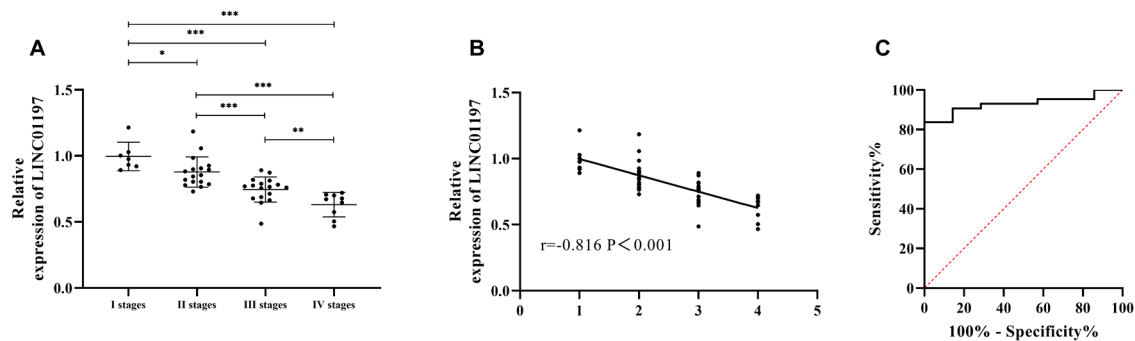 A
***
***
*
***
***
**
Relative
expression of LINC01197
1.5
1.0
0.5
0.0
I stages
II stages
III stages
IV stages
B
Relative
expression of LINC01197
1.5
1.0
0.5
0.0
r=-0.816 P＜0.001
0
1
2
3
4
5
C
Sensitivity%
100
80
60
40
20
0
0
20
40
60
80
100
100% - Specificity%